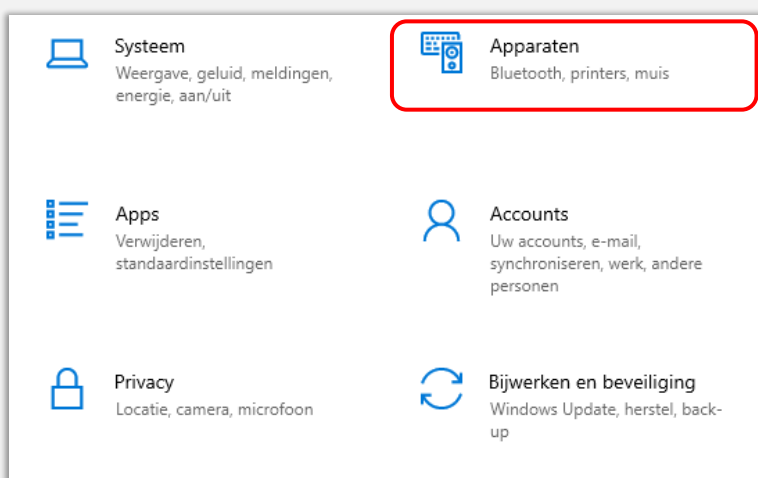 Systeem
Weergave, geluid, meldingen,
energie, aan/uit
Apparaten
Bluetooth, printers, muis
Apps
Verwijderen,
standaardinstellingen
Accounts
Uw accounts, e-mail,
synchroniseren, werk, andere
personen
Privacy
Locatie, camera, microfoon
Bijwerken en beveiliging
Windows Update, herstel, back-
up